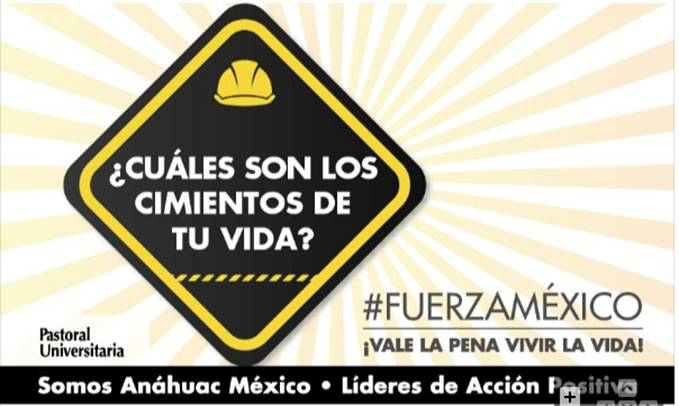 ¿CUÁLES SON LOS
CIMIENTOS DE
TU VIDA?
#FUERZAMÉXICO
¡VALE LA PENA VIVIR LA VIDA!
Pastoral
Universitaria
Somos Anáhuac México • Líderes de Acción Positiva